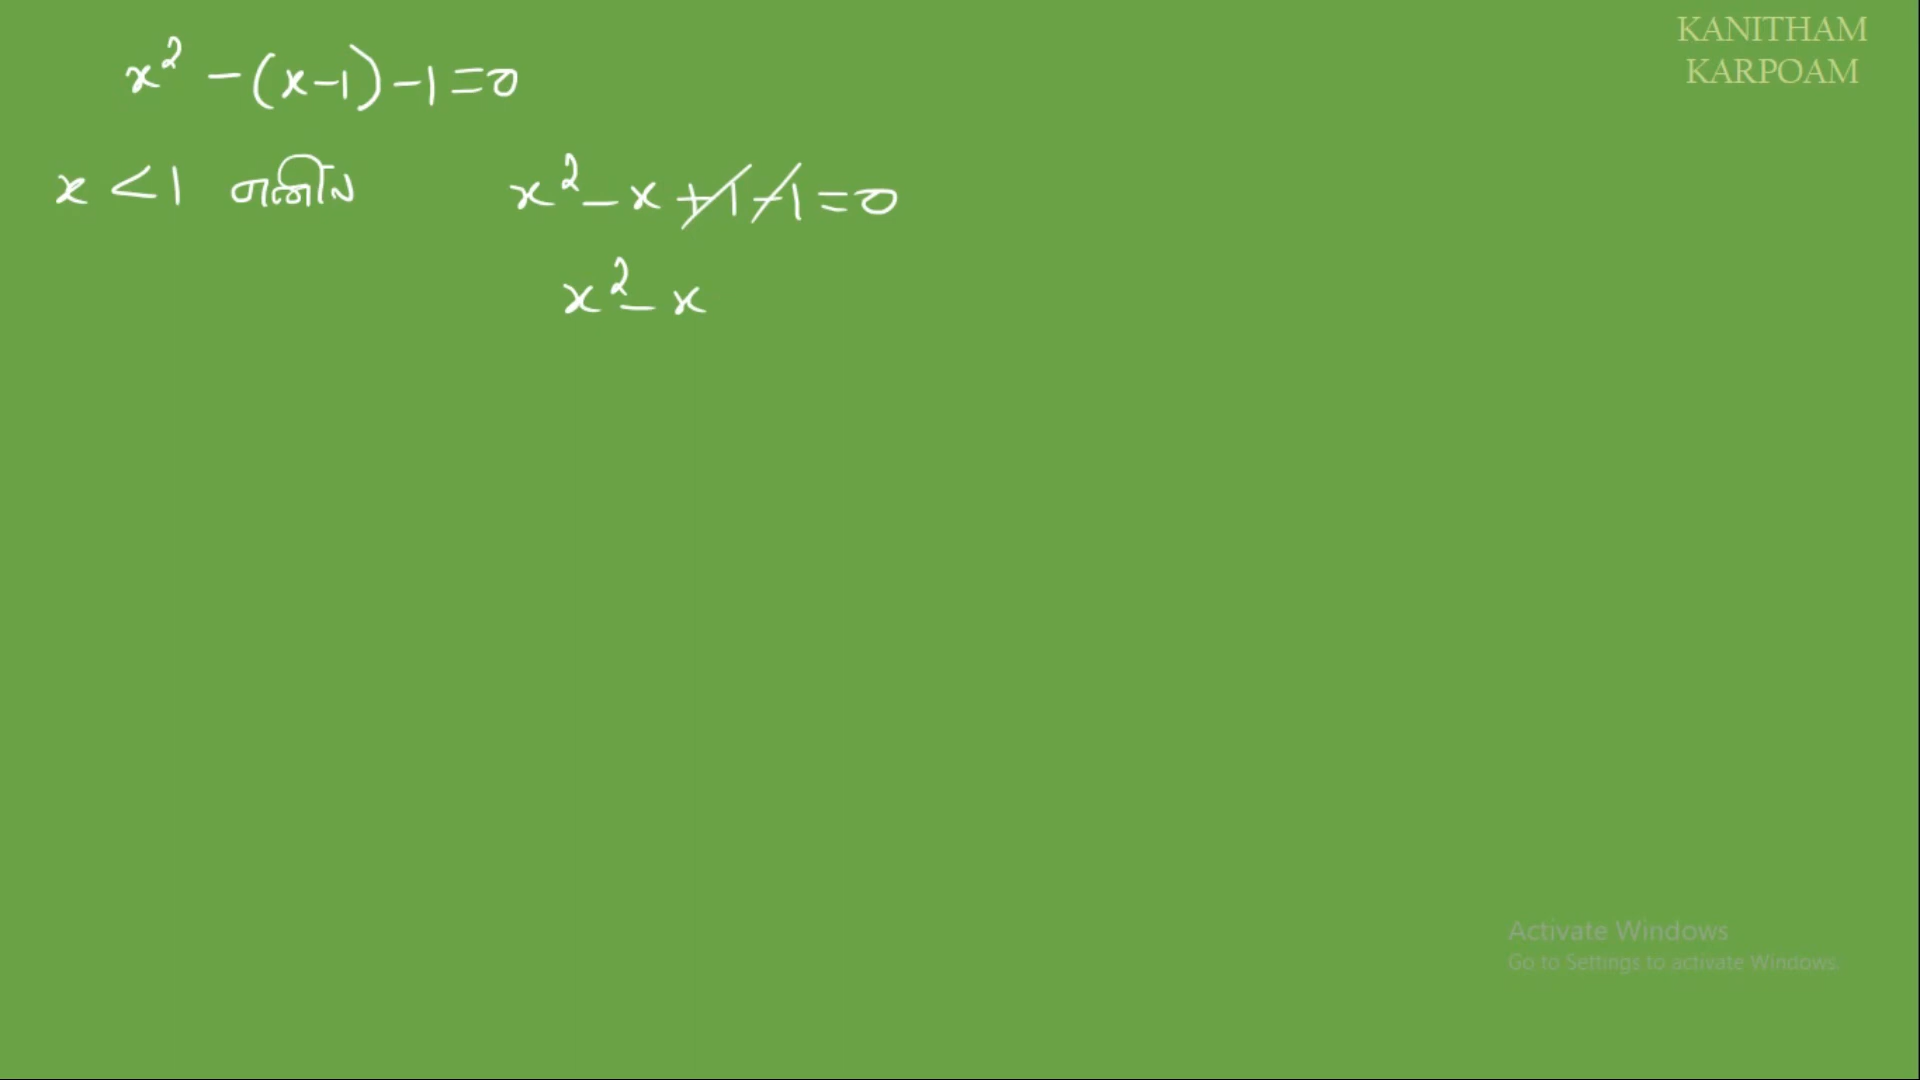 x² - (x-1) - 1 = 0
x < 1 எனில் x² - x + 1 - 1 = 0
x² - x
KANITHAM
KARPOAM
Activate Windows
Go to Settings to activate Windows.